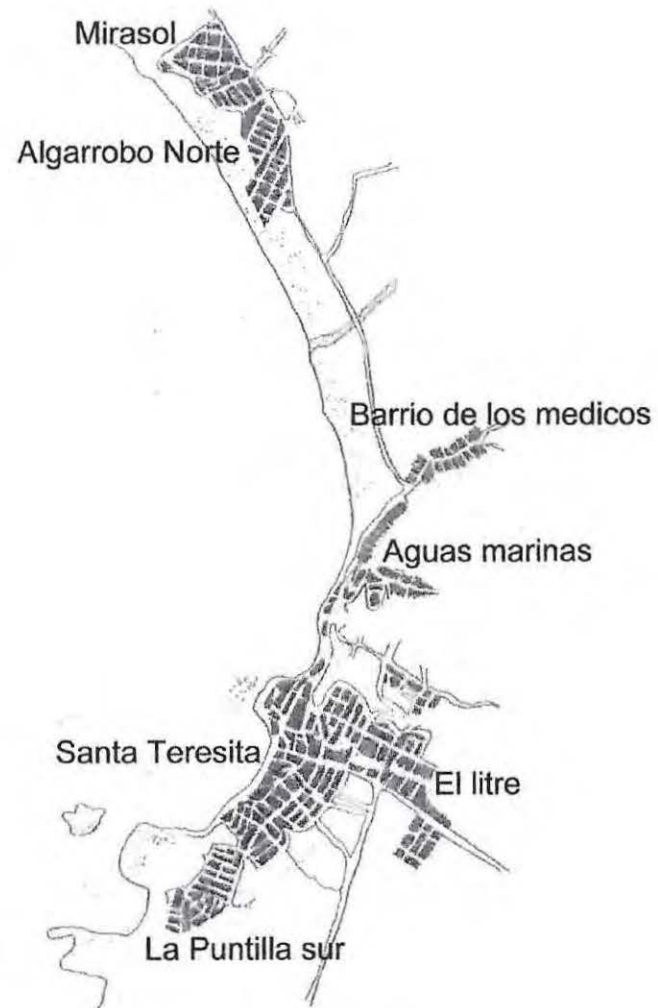 Mirasol
Algarrobo Norte
Barrio de los medicos
Aguas marinas
Santa Teresita
El litre
La Puntilla sur